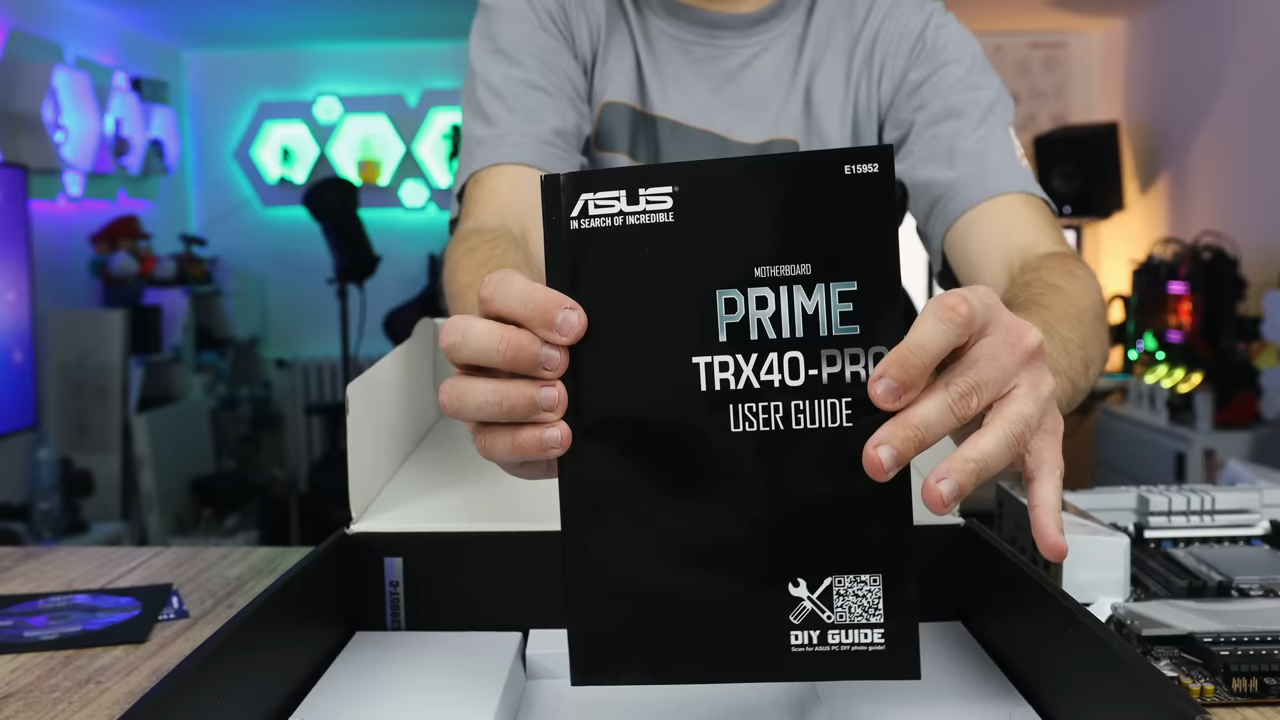 E15952
ASUS
IN SEARCH OF INCREDIBLE
MOTHERBOARD
PRIME
TRX40-PRO
USER GUIDE
DIY GUIDE
Scan for ASUS PC DIY photo guide!